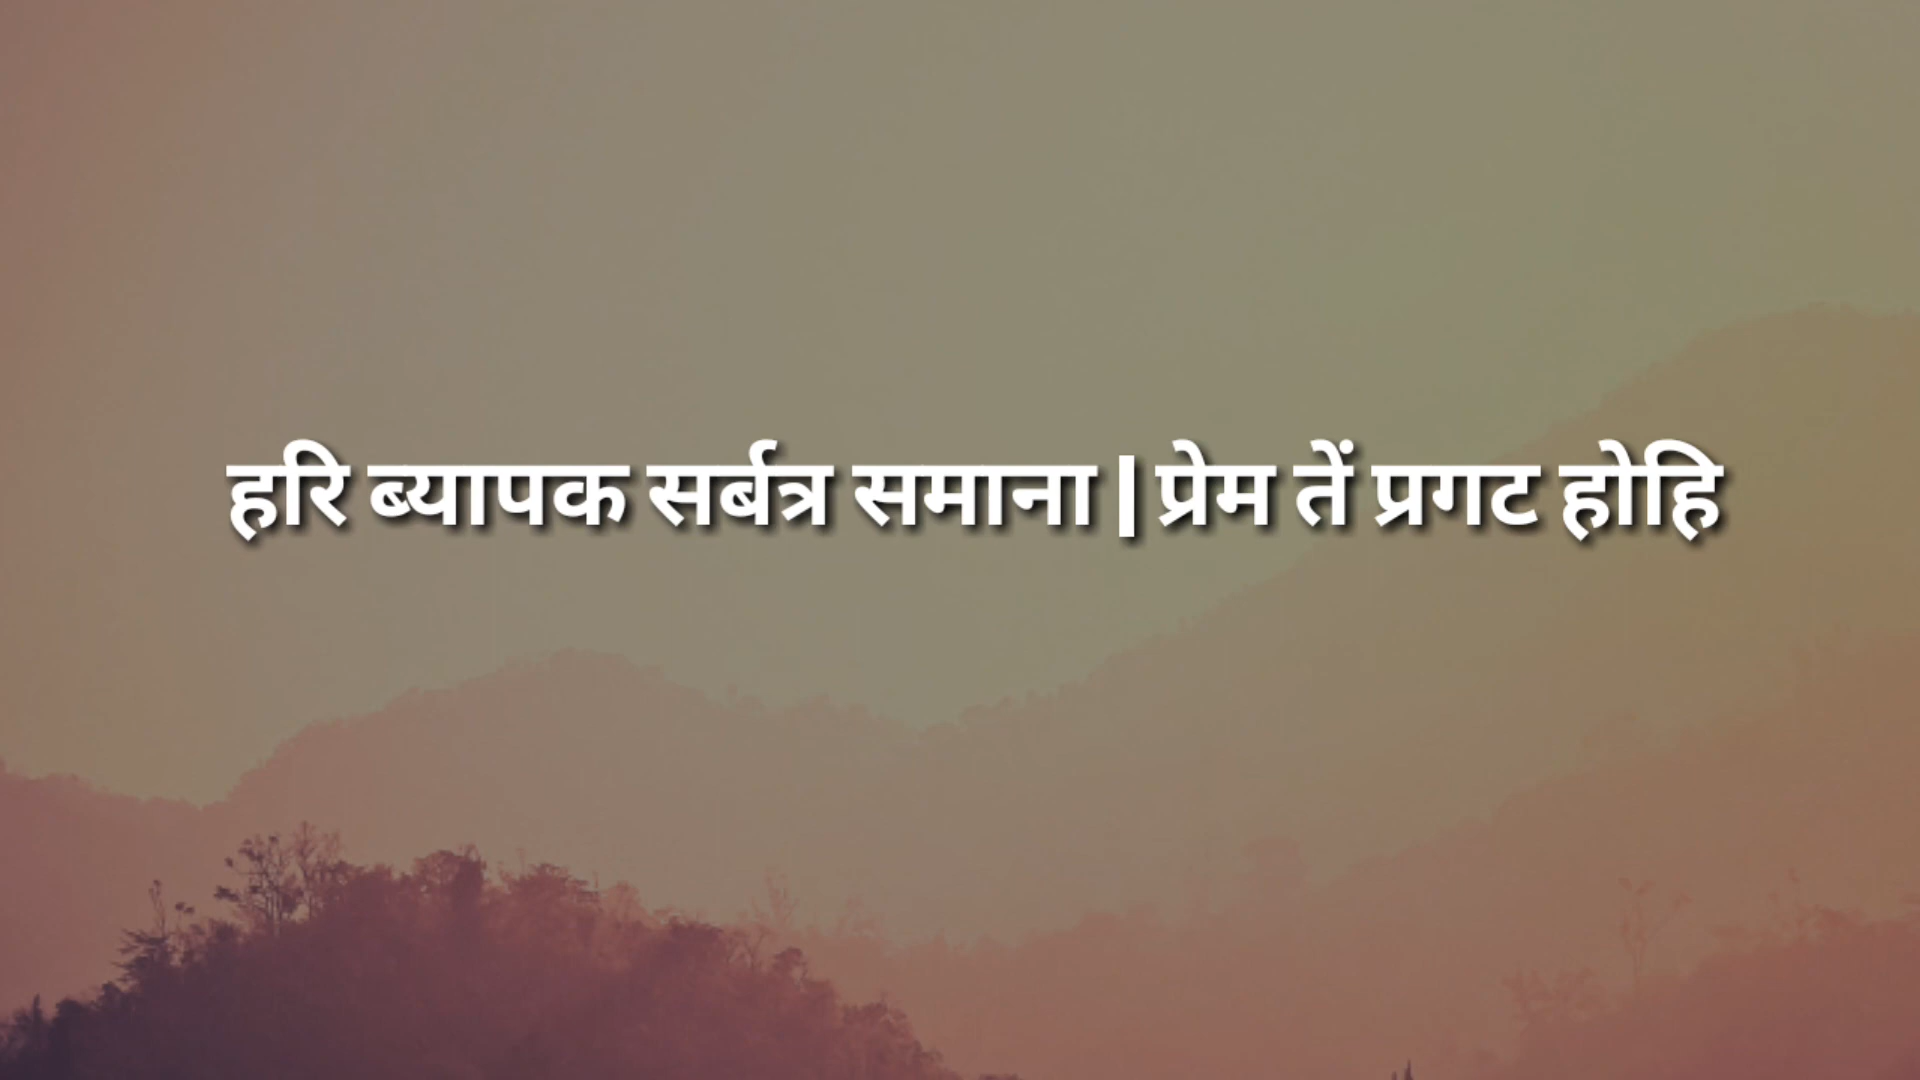 हरि ब्यापक सर्बत्र समाना | प्रेम तें प्रगट होहि